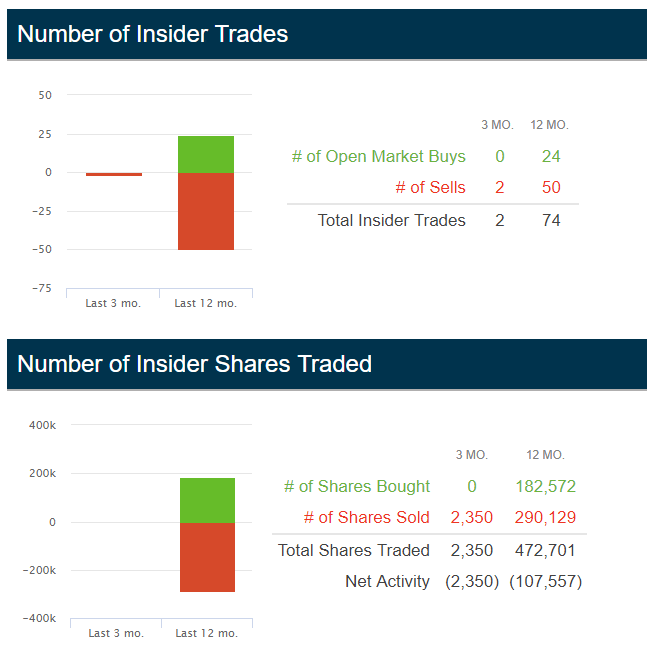 Number of Insider Trades
50
25
0
−25
−50
−75
Last 3 mo. Last 12 mo.
3 MO. 12 MO.
# of Open Market Buys 0 24
# of Sells 2 50
Total Insider Trades 2 74
Number of Insider Shares Traded
400k
200k
0
−200k
−400k
Last 3 mo. Last 12 mo.
3 MO. 12 MO.
# of Shares Bought 0 182,572
# of Shares Sold 2,350 290,129
Total Shares Traded 2,350 472,701
Net Activity (2,350) (107,557)